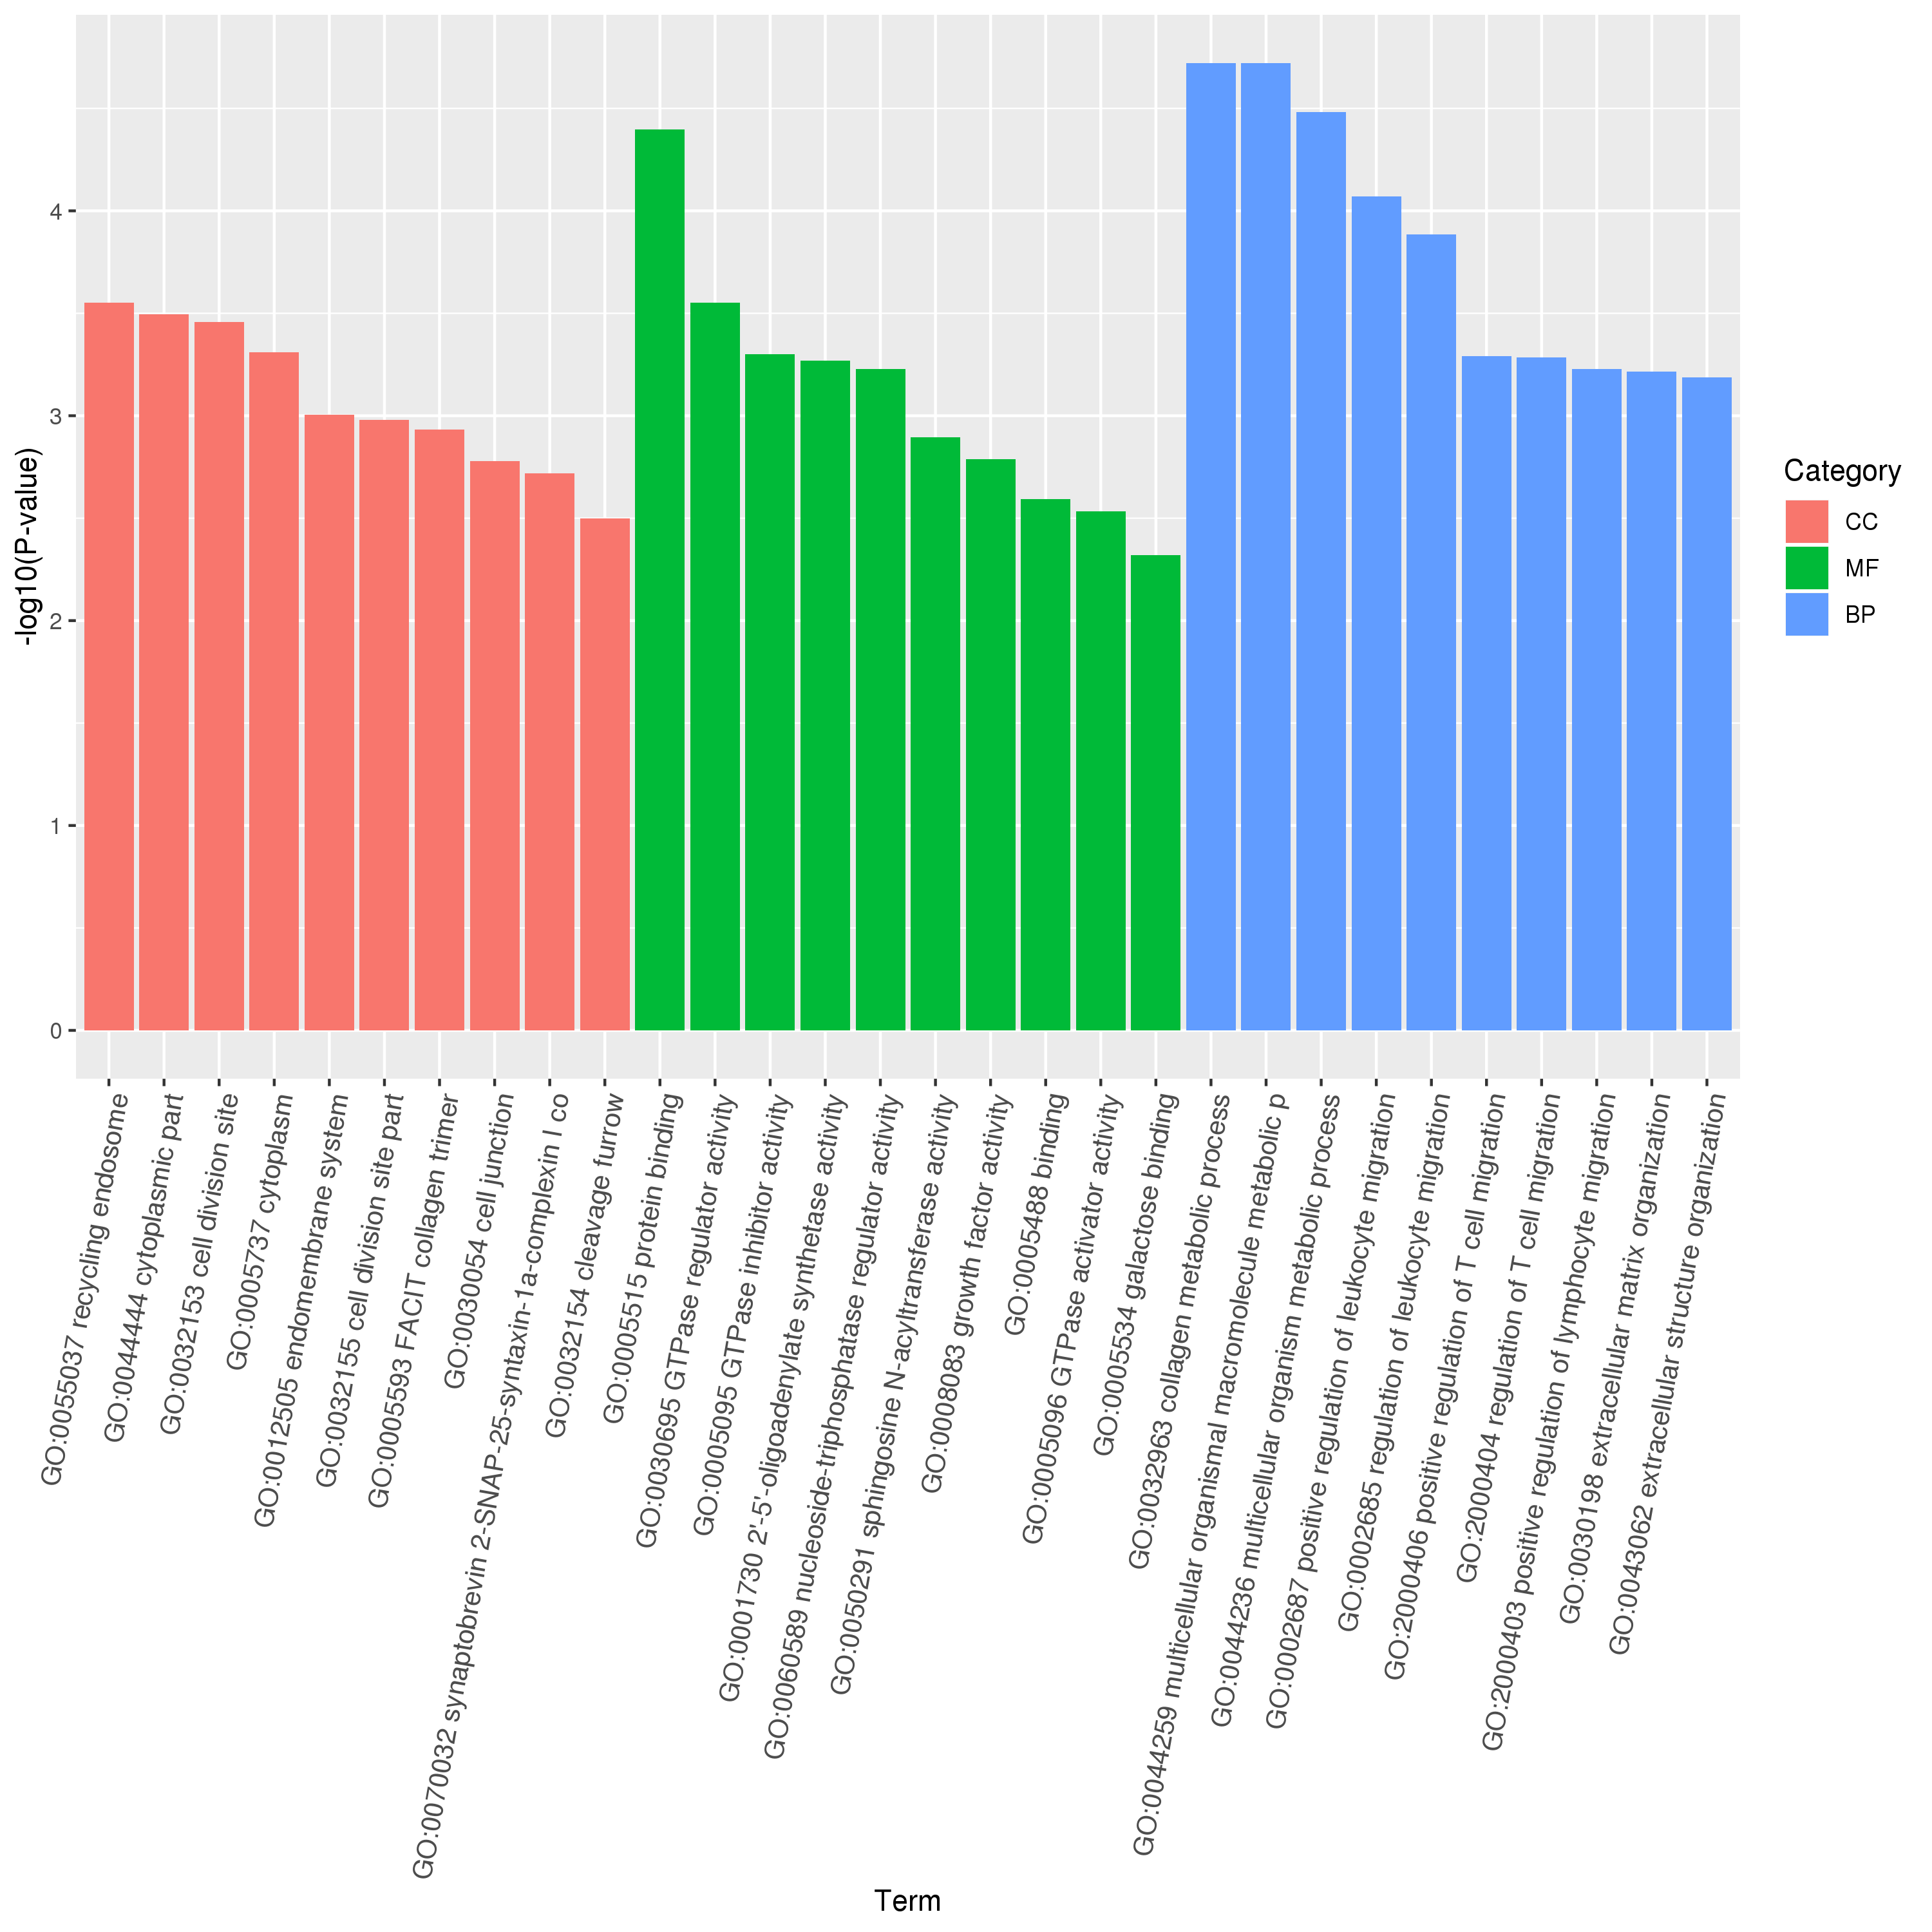 -log10(P-value)
4
3
2
1
0
GO:0055037 recycling endosome
GO:0044444 cytoplasmic part
GO:0032153 cell division site
GO:0005737 cytoplasm
GO:0012505 endomembrane system
GO:0032155 cell division site part
GO:0005593 FACIT collagen trimer
GO:0030054 cell junction
GO:0070032 synaptobrevin 2-SNAP-25-syntaxin-1a-complexin I co
GO:0032154 cleavage furrow
GO:0005515 protein binding
GO:0030695 GTPase regulator activity
GO:0005095 GTPase inhibitor activity
GO:0001730 2'-5'-oligoadenylate synthetase activity
GO:0060589 nucleoside-triphosphatase regulator activity
GO:0050291 sphingosine N-acyltransferase activity
GO:0008083 growth factor activity
GO:0005488 binding
GO:0005096 GTPase activator activity
GO:0005534 galactose binding
GO:0032963 collagen metabolic process
GO:0044259 multicellular organismal macromolecule metabolic p
GO:0044236 multicellular organism metabolic process
GO:0002687 positive regulation of leukocyte migration
GO:0002685 regulation of leukocyte migration
GO:2000406 positive regulation of T cell migration
GO:2000404 regulation of T cell migration
GO:2000403 positive regulation of lymphocyte migration
GO:0030198 extracellular matrix organization
GO:0043062 extracellular structure organization
Term
Category
CC
MF
BP